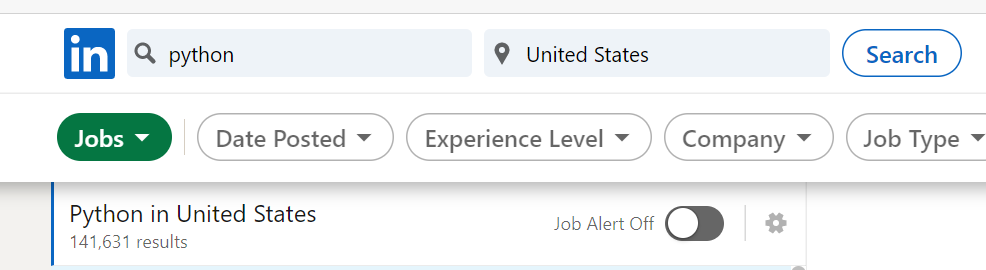 in python United States Search
Jobs Date Posted Experience Level Company Job Type
Python in United States
Job Alert Off
141,631 results